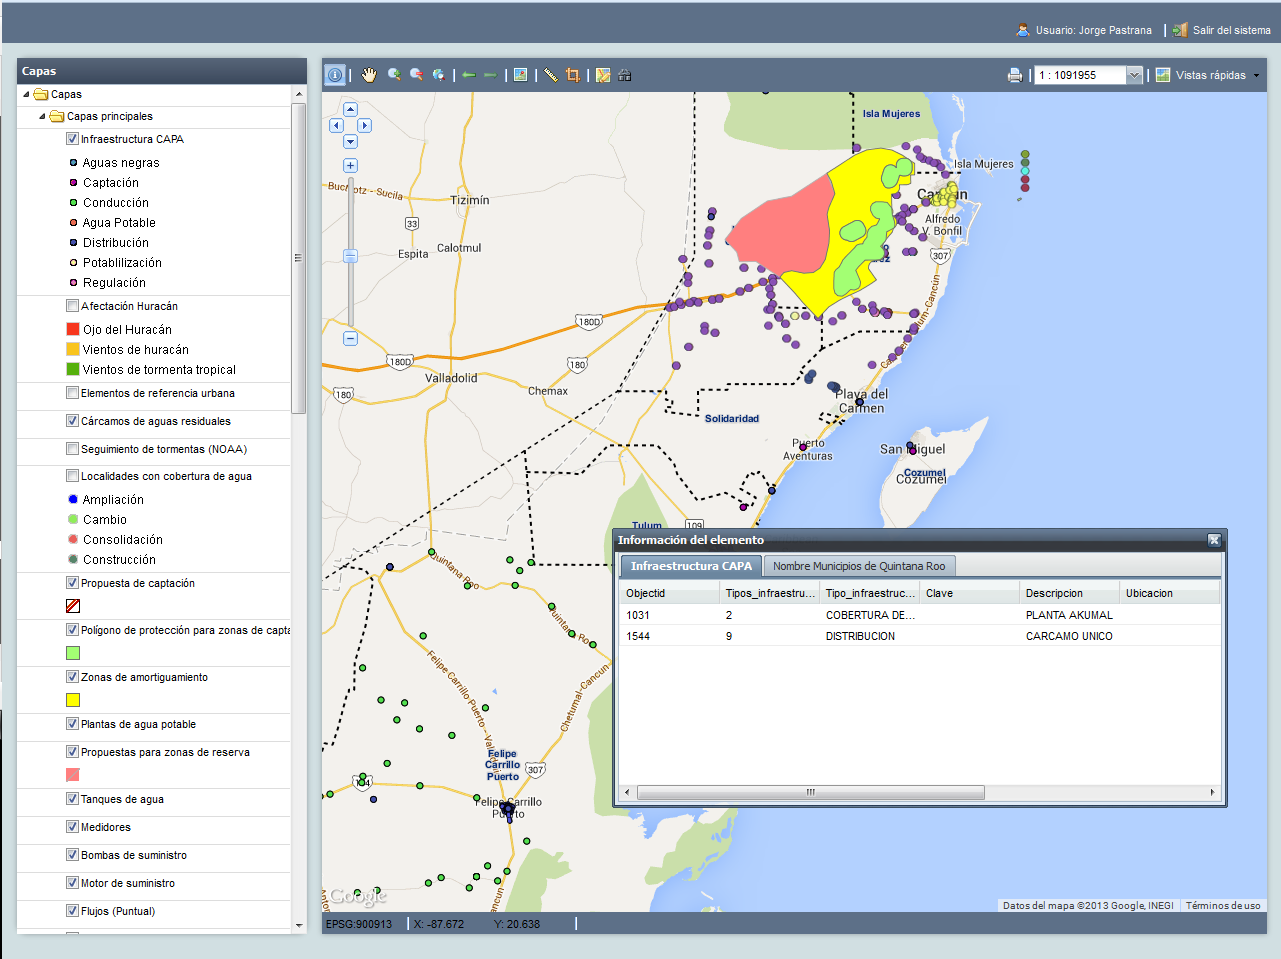 Usuario: Jorge Pastrana
Salir del sistema
Capas
Capas
Capas principales
Infraestructura CAPA
Aguas negras
Captación
Conducción
Agua Potable
Distribución
Potablilización
Regulación
Afectación Huracán
Ojo del Huracán
Vientos de huracán
Vientos de tormenta tropical
Elementos de referencia urbana
Cárcamos de aguas residuales
Seguimiento de tormentas (NOAA)
Localidades con cobertura de agua
Ampliación
Cambio
Consolidación
Construcción
Propuesta de captación
Polígono de protección para zonas de capta
Zonas de amortiguamiento
Plantas de agua potable
Propuestas para zonas de reserva
Tanques de agua
Medidores
Bombas de suministro
Motor de suministro
Flujos (Puntual)
1 : 1091955
Vistas rápidas
Isla Mujeres
Isla Mujeres
Tizimín
33
Espita
Calotmul
Alfredo
V. Bonfil
307
180D
180D
180
180
Valladolid
Chemax
Solidaridad
Playa del
Carmen
Puerto
Aventuras
San Miguel
Cozumel
Cozumel
Tulum
109
Quintana Roo
Quintana Roo
Felipe Carrillo Puerto - Va
Chetumal-Cancún
Felipe
Carrillo
Puerto
307
Felipe Carrillo
Puerto
Información del elemento
Infraestructura CAPA
Nombre Municipios de Quintana Roo
Objectid Tipos_infraestru... Tipo_infraestruc... Clave Descripcion Ubicacion
1031 2 COBERTURA DE... PLANTA AKUMAL
1544 9 DISTRIBUCION CARCAMO UNICO
Google
Datos del mapa ©2013 Google, INEGI
Términos de uso
EPSG:900913
X: -87.672
Y: 20.638